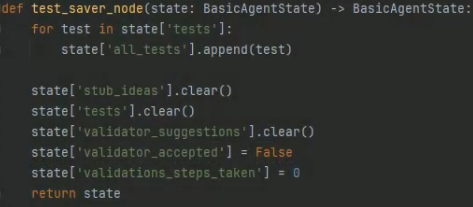 def test_saver_node(state: BasicAgentState) -> BasicAgentState:
    for test in state['tests']:
        state['all_tests'].append(test)

    state['stub_ideas'].clear()
    state['tests'].clear()
    state['validator_suggestions'].clear()
    state['validator_accepted'] = False
    state['validations_steps_taken'] = 0
    return state